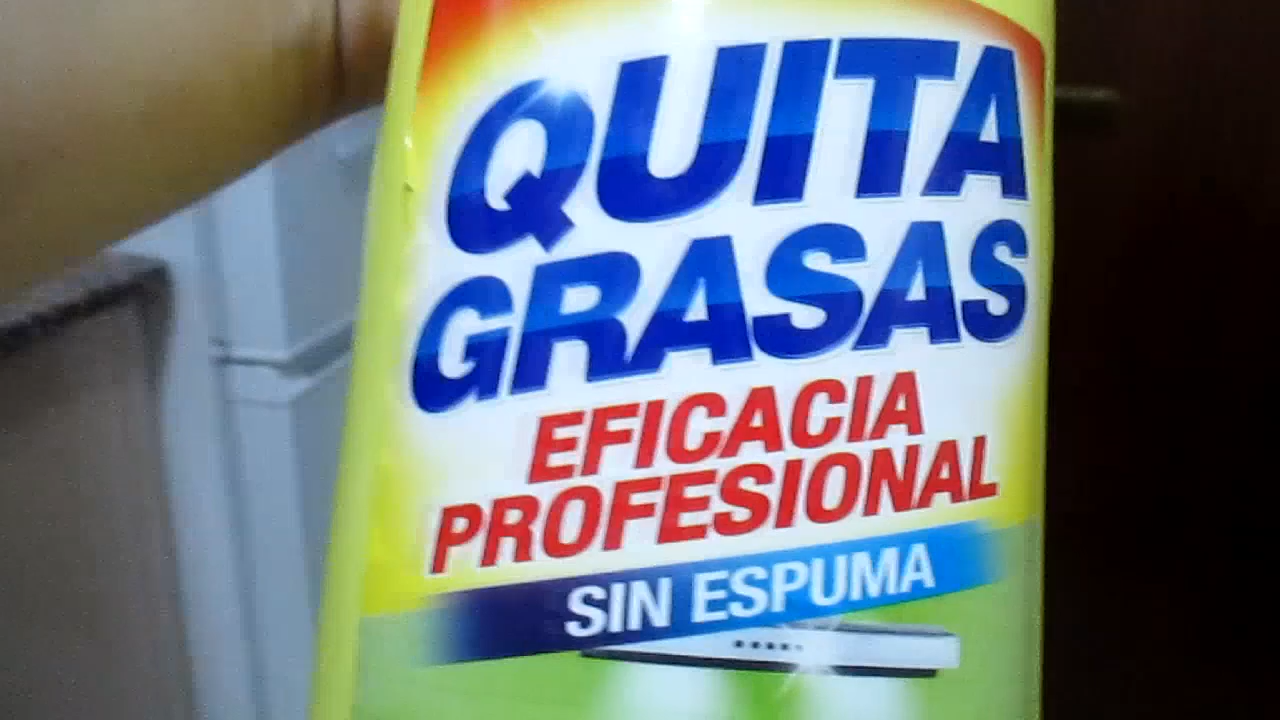 QUITA
GRASAS
EFICACIA
PROFESIONAL
SIN ESPUMA